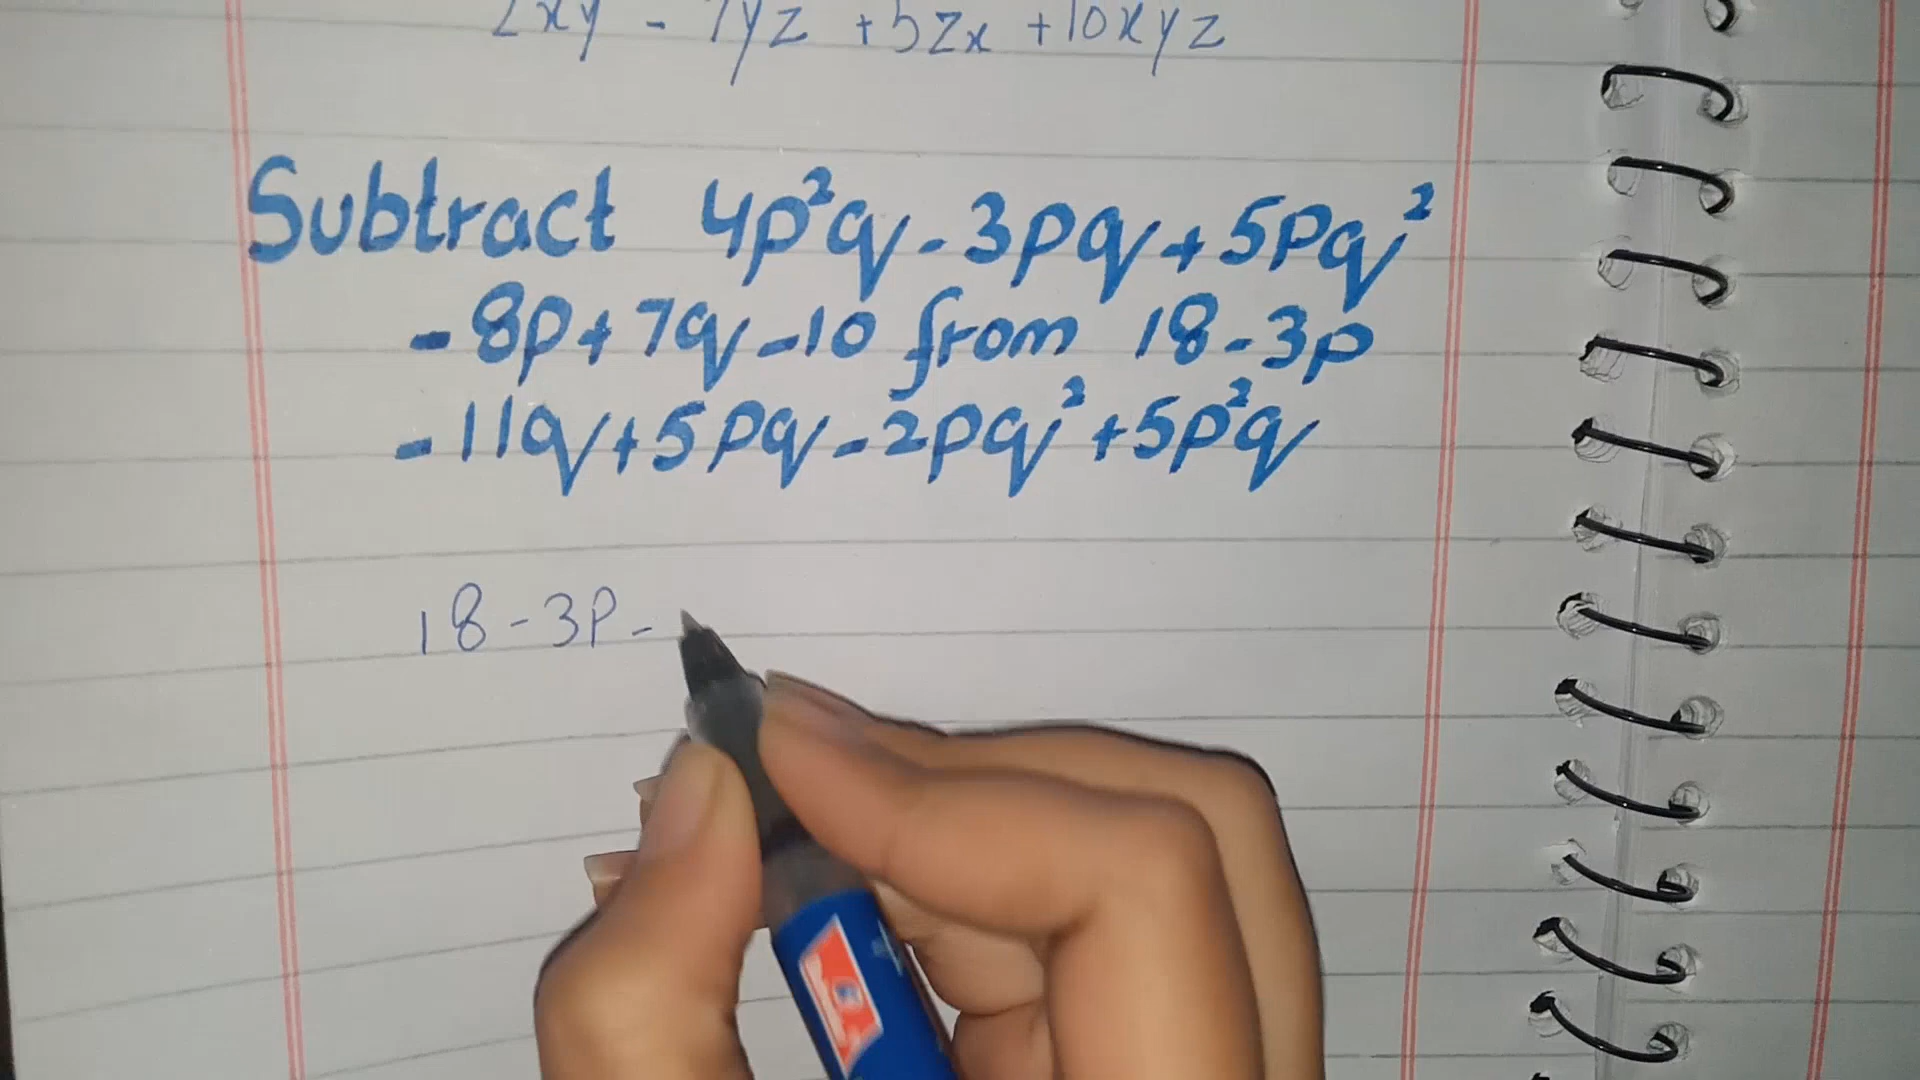 2xy - 7yz + 5zx + 10xyz
Subtract 4p²q - 3pq + 5pq²
- 8p + 7q - 10 from 18 - 3p
- 11q + 5pq - 2pq² + 5p²q
18 - 3p -